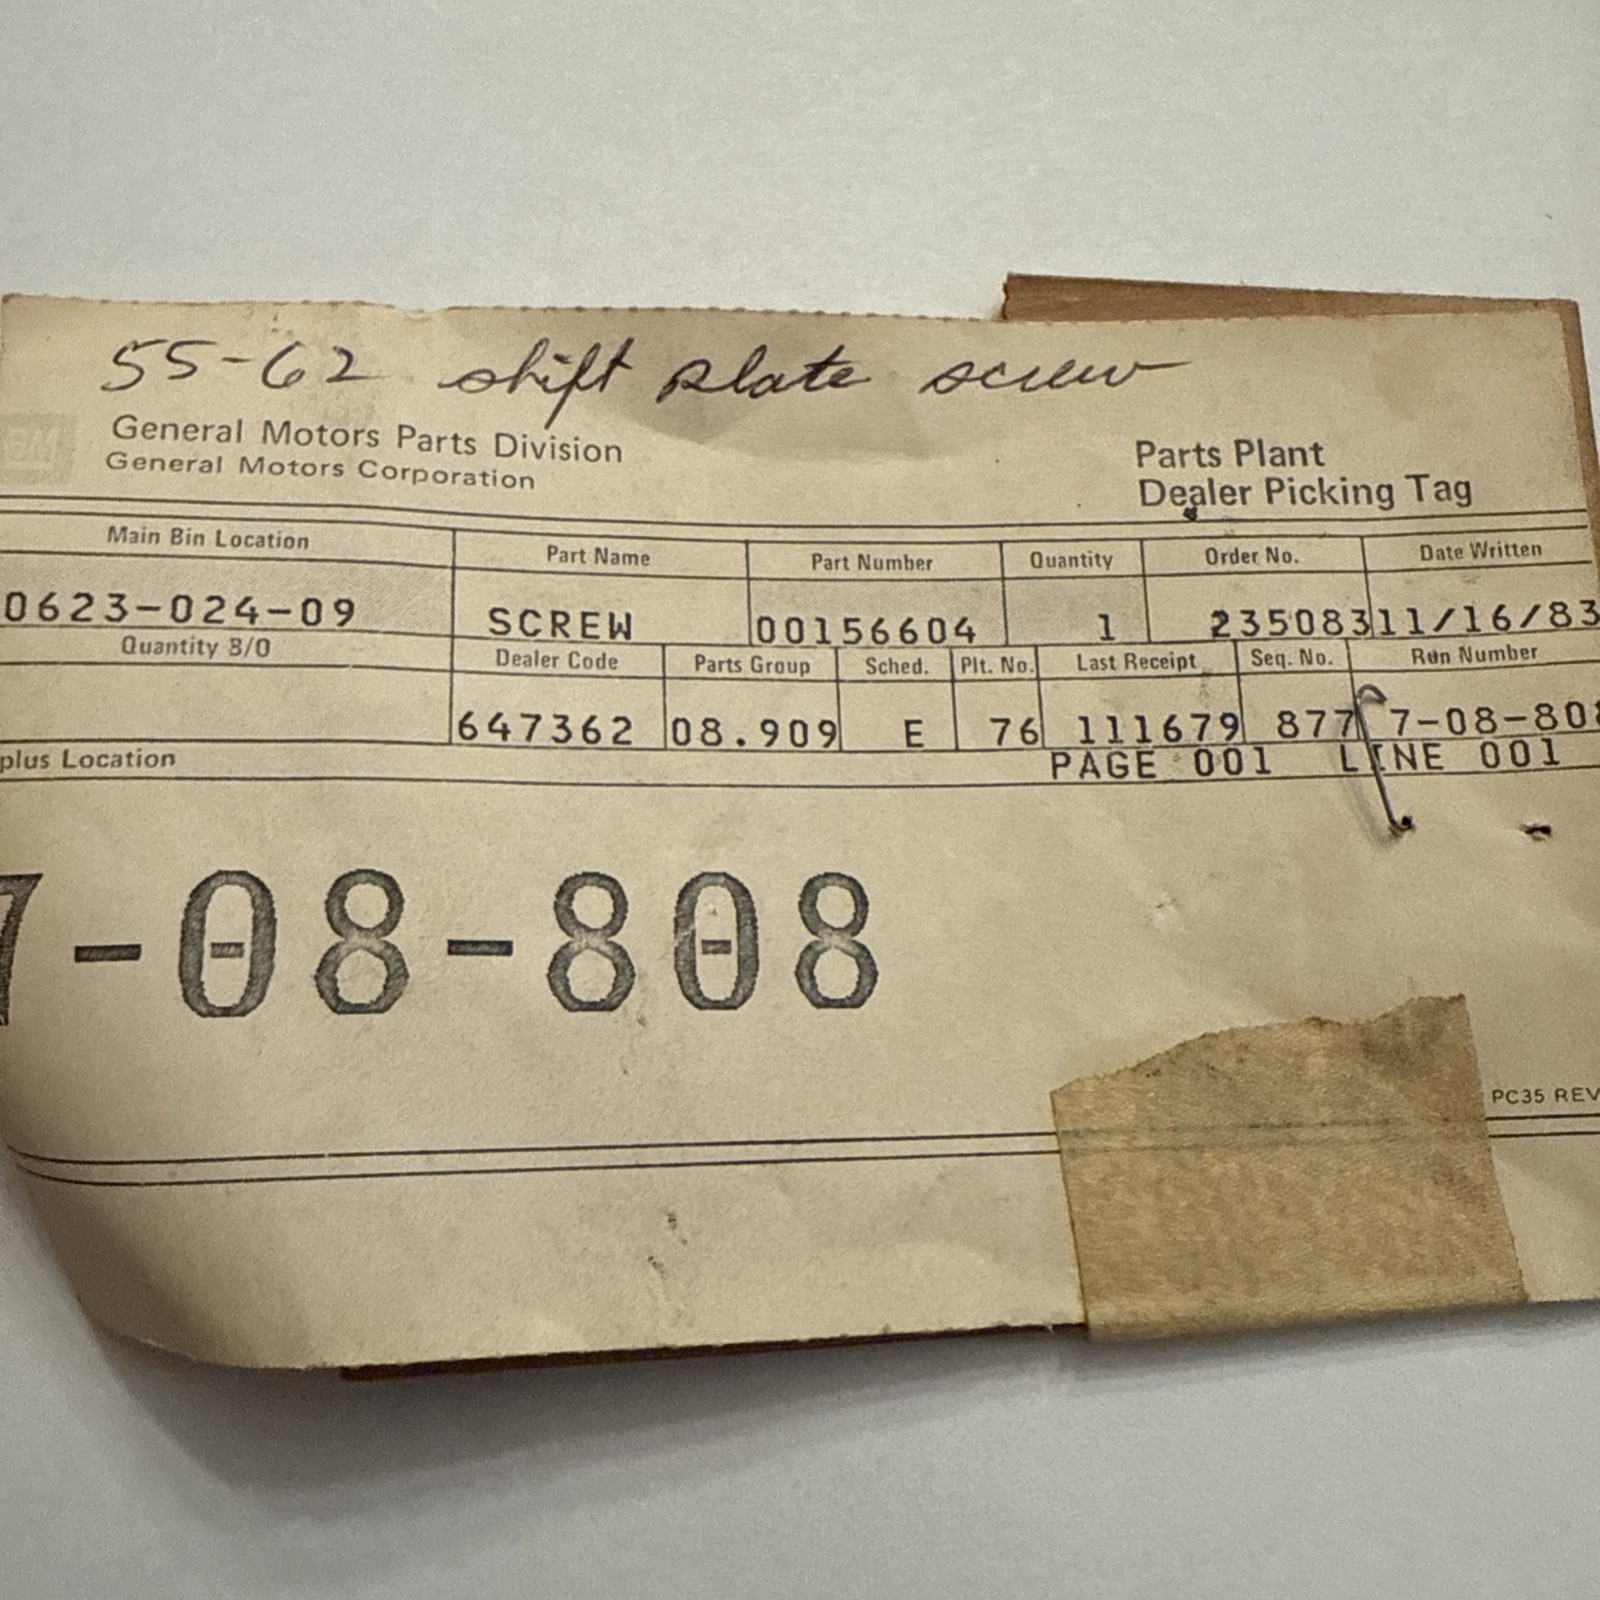 55-62 shift plate screw
General Motors Parts Division
General Motors Corporation
GM
Parts Plant
Dealer Picking Tag
Main Bin Location Part Name Part Number Quantity Order No. Date Written
0623-024-09 SCREW 00156604 1 235083 11/16/83
Quantity B/O Dealer Code Parts Group Sched. Plt. No. Last Receipt Seq. No. Run Number
647362 08.909 E 76 111679 877 7-08-808
plus Location PAGE 001 LINE 001
7-08-808
PC35 REV